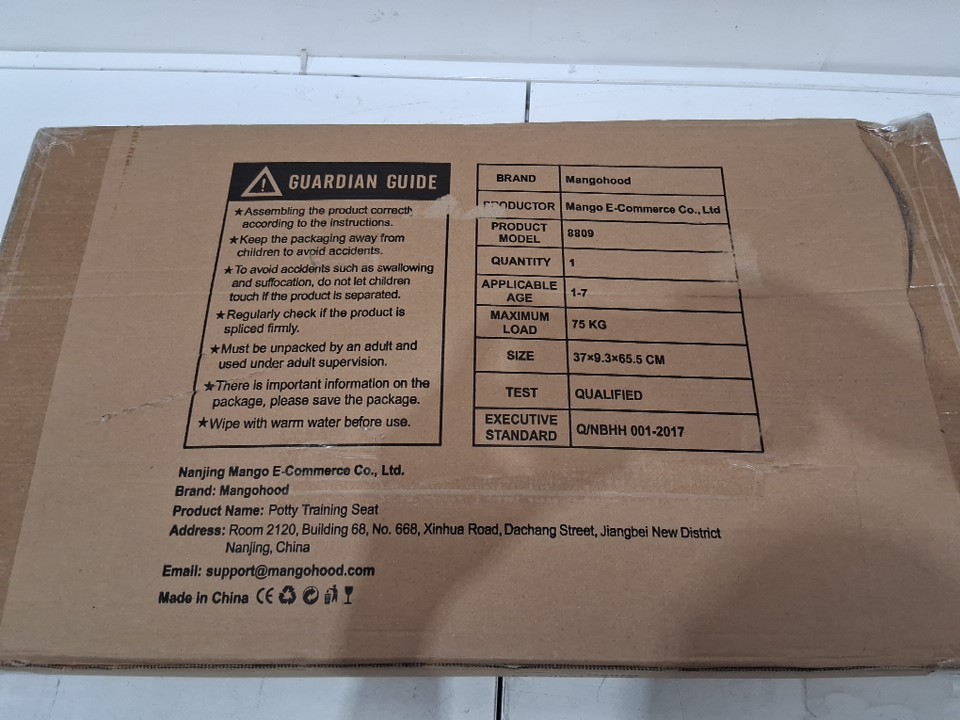 GUARDIAN GUIDE
★Assembling the product correctly
according to the instructions.
★Keep the packaging away from
children to avoid accidents.
★To avoid accidents such as swallowing
and suffocation, do not let children
touch if the product is separated.
★Regularly check if the product is
spliced firmly.
★Must be unpacked by an adult and
used under adult supervision.
★There is important information on the
package, please save the package.
★Wipe with warm water before use.
BRAND Mangohood
PRODUCTOR Mango E-Commerce Co., Ltd
PRODUCT
MODEL 8809
QUANTITY 1
APPLICABLE
AGE 1-7
MAXIMUM
LOAD 75 KG
SIZE 37×9.3×65.5 CM
TEST QUALIFIED
EXECUTIVE
STANDARD Q/NBHH 001-2017
Nanjing Mango E-Commerce Co., Ltd.
Brand: Mangohood
Product Name: Potty Training Seat
Address: Room 2120, Building 68, No. 668, Xinhua Road, Dachang Street, Jiangbei New District
Nanjing, China
Email: support@mangohood.com
Made in China CE